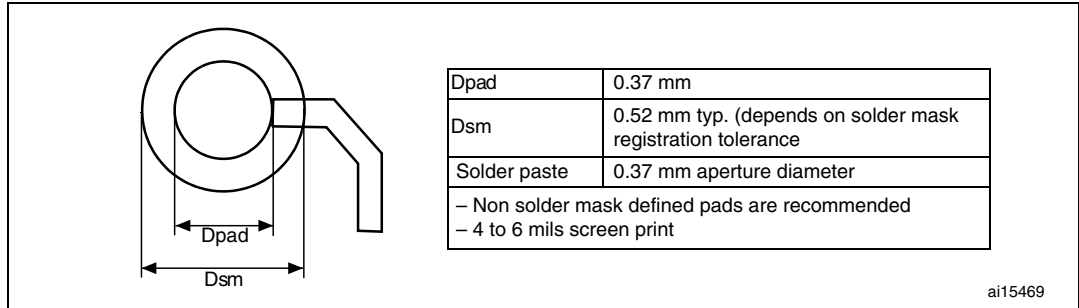 Dpad
Dsm
Dpad 0.37 mm
Dsm 0.52 mm typ. (depends on solder mask
registration tolerance
Solder paste 0.37 mm aperture diameter
– Non solder mask defined pads are recommended
– 4 to 6 mils screen print
ai15469